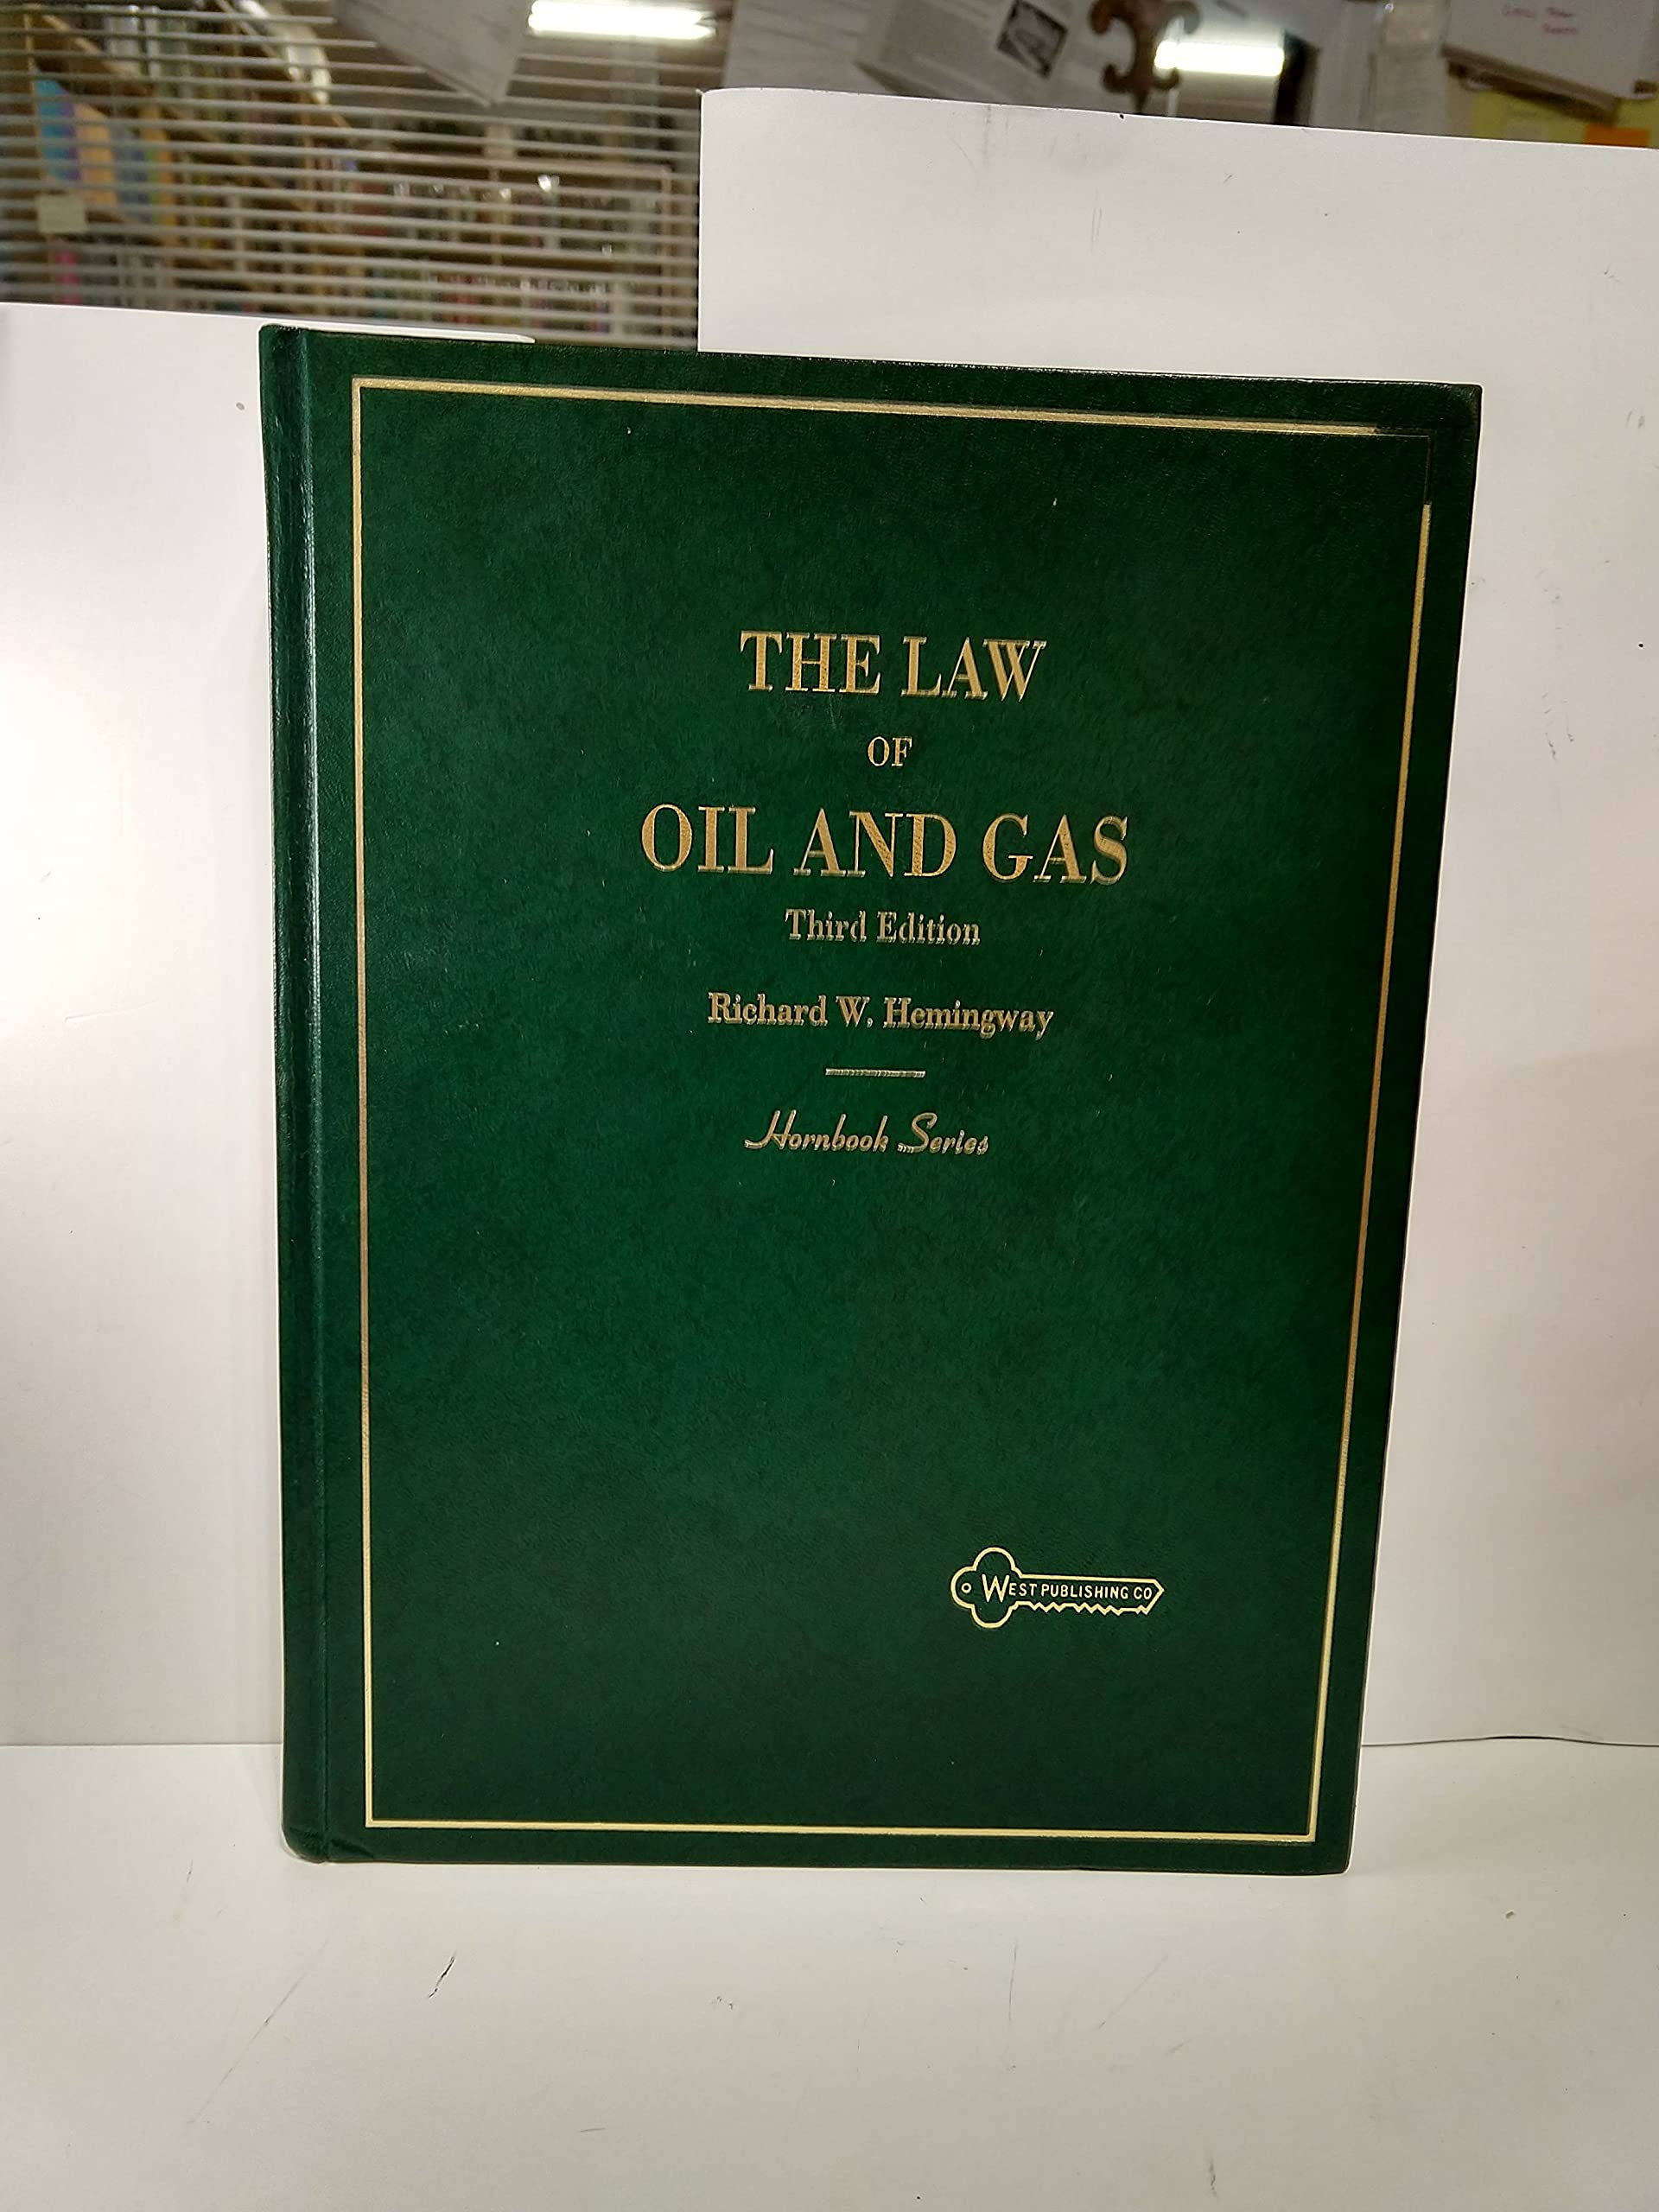 THE LAW
OF
OIL AND GAS
Third Edition
Richard W. Hemingway
Hornbook Series
WEST PUBLISHING CO